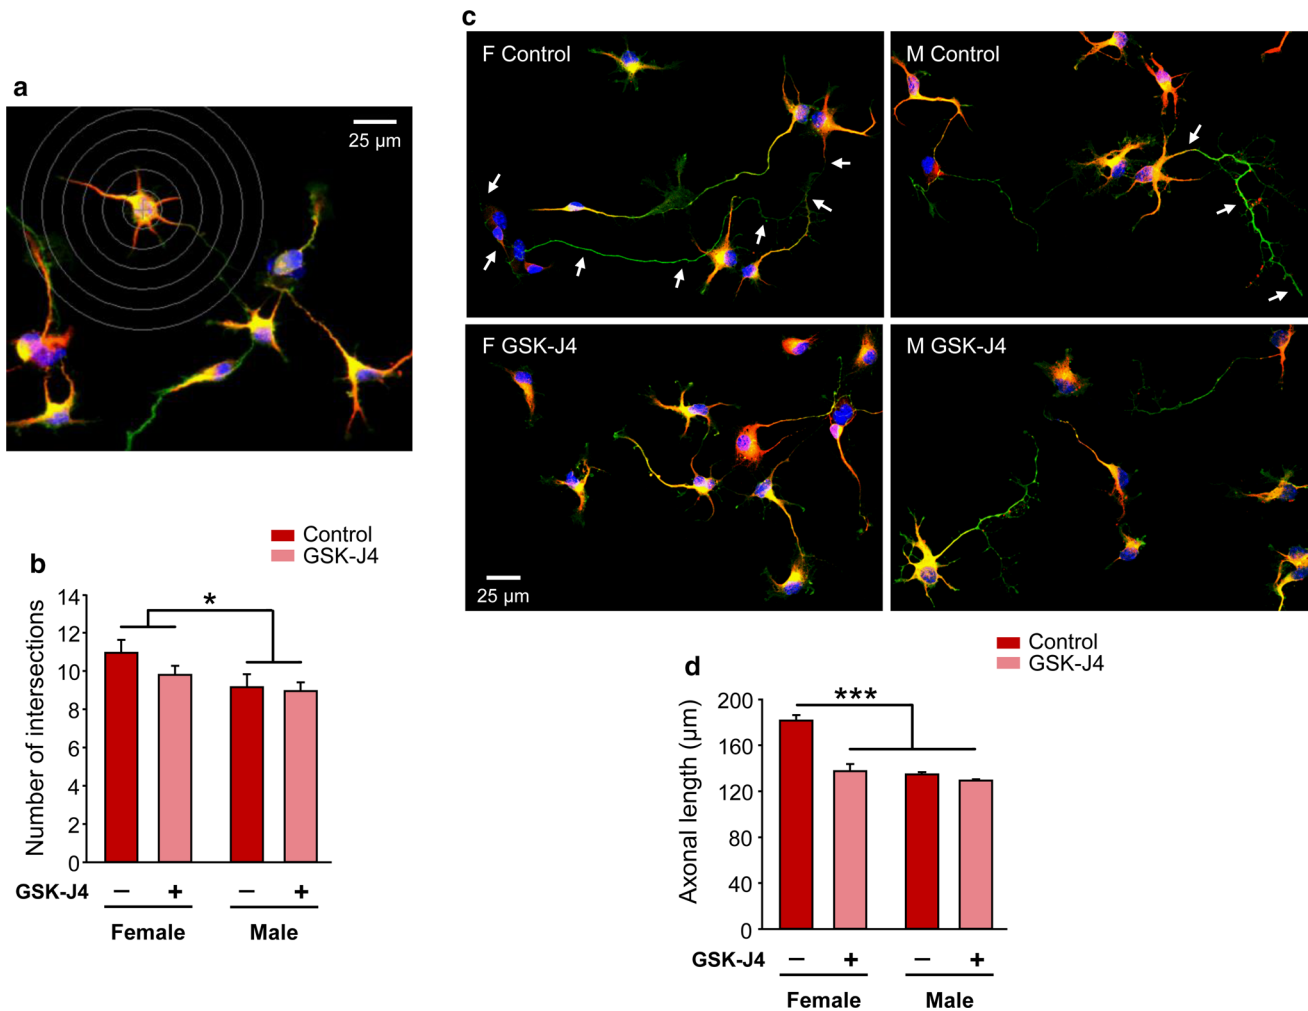 a
25 µm
b
Control
GSK-J4
Number of intersections
14
12
10
8
6
4
2
0
*
GSK-J4 – + – +
Female Male
c
F Control
M Control
F GSK-J4
M GSK-J4
25 µm
d
Control
GSK-J4
Axonal length (µm)
200
160
120
80
40
0
***
GSK-J4 – + – +
Female Male